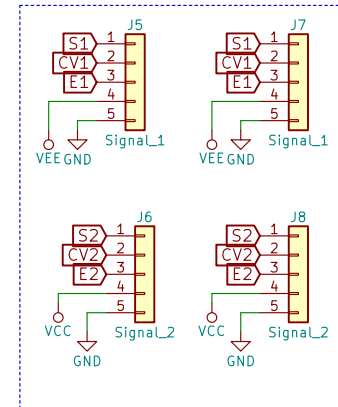 J5 J7
S1 1 S1 1
CV1 2 CV1 2
E1 3 E1 3
4 4
5 5
VEE GND Signal_1 VEE GND Signal_1
J6 J8
S2 1 S2 1
CV2 2 CV2 2
E2 3 E2 3
4 4
5 5
VCC Signal_2 VCC Signal_2
GND GND